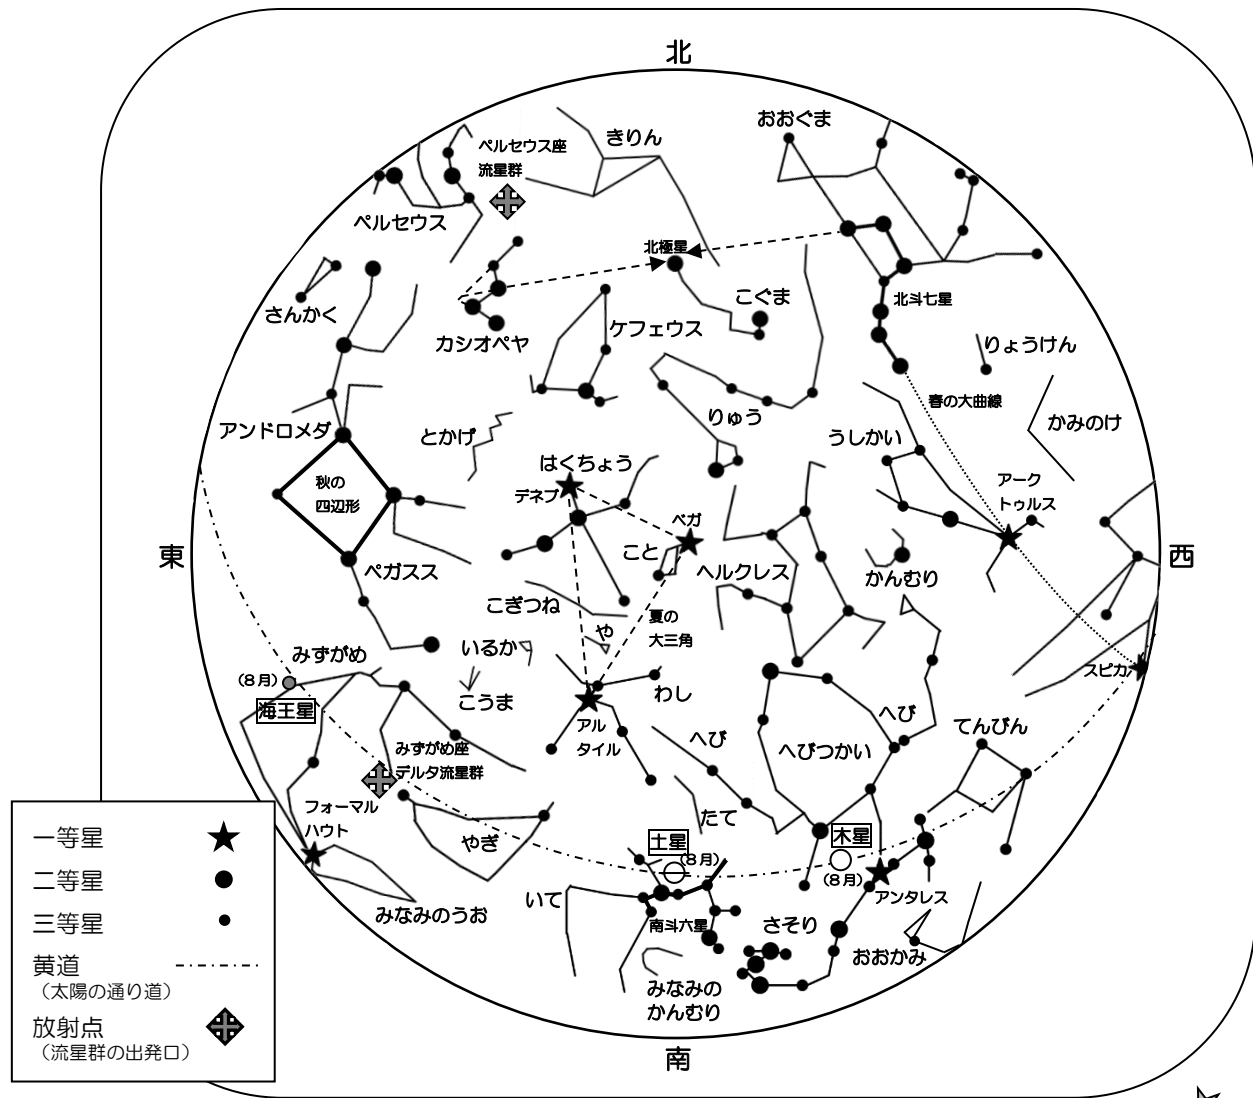 北
おおぐま
きりん
ペルセウス座
流星群
ペルセウス
北極星
こぐま
北斗七星
さんかく
カシオペヤ
ケフェウス
りょうけん
春の大曲線
かみのけ
りゅう
うしかい
アンドロメダ
とかげ
はくちょう
デネブ
秋の
四辺形
アーク
トゥルス
ベガ
東
西
こと
ヘルクレス
かんむり
ペガスス
こぎつね
夏の
大三角
や
いるか
みずがめ
(8月)
海王星
こうま
わし
スピカ
アル
タイル
へび
へび
へびつかい
てんびん
みずがめ座
デルタ流星群
フォーマル
ハウト
やぎ
たて
土星
(8月)
木星
(8月)
アンタレス
いて
みなみのうお
南斗六星
さそり
おおかみ
みなみの
かんむり
南
一等星
二等星
三等星
黄道
(太陽の通り道)
放射点
(流星群の出発口)